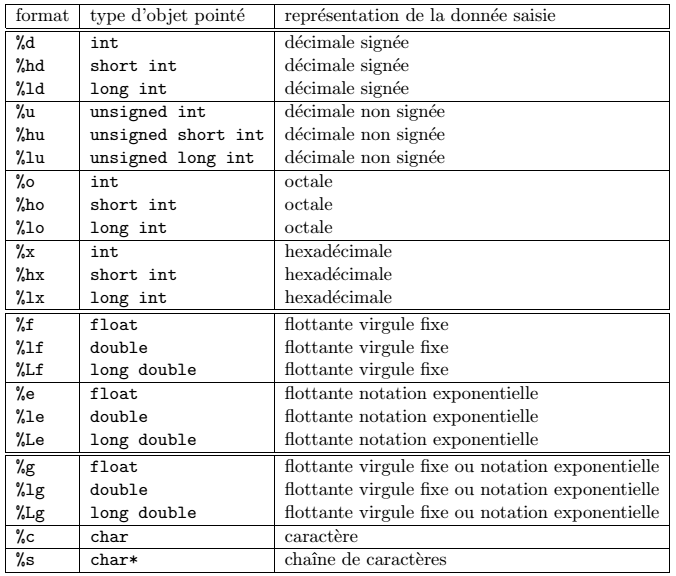 format type d'objet pointé représentation de la donnée saisie
%d int décimale signée
%hd short int décimale signée
%ld long int décimale signée
%u unsigned int décimale non signée
%hu unsigned short int décimale non signée
%lu unsigned long int décimale non signée
%o int octale
%ho short int octale
%lo long int octale
%x int hexadécimale
%hx short int hexadécimale
%lx long int hexadécimale
%f float flottante virgule fixe
%lf double flottante virgule fixe
%Lf long double flottante virgule fixe
%e float flottante notation exponentielle
%le double flottante notation exponentielle
%Le long double flottante notation exponentielle
%g float flottante virgule fixe ou notation exponentielle
%lg double flottante virgule fixe ou notation exponentielle
%Lg long double flottante virgule fixe ou notation exponentielle
%c char caractère
%s char* chaîne de caractères